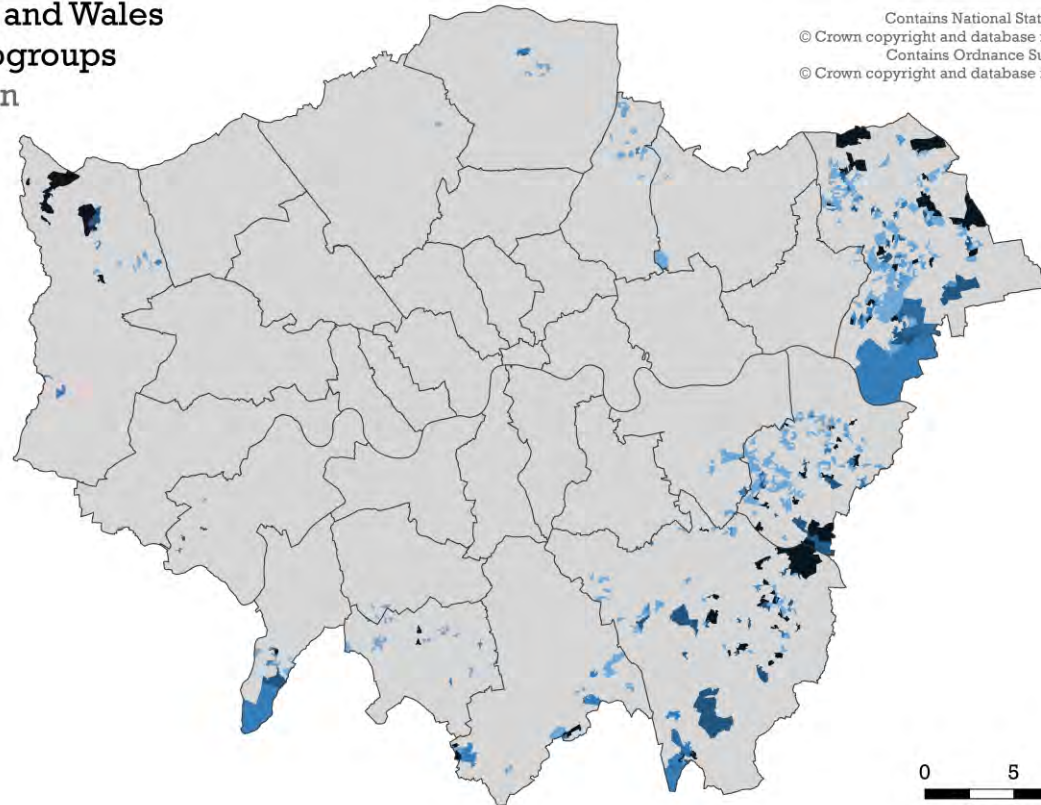 and Wales
ogroups
n
Contains National Stat
© Crown copyright and database
Contains Ordnance Su
© Crown copyright and database
0 5